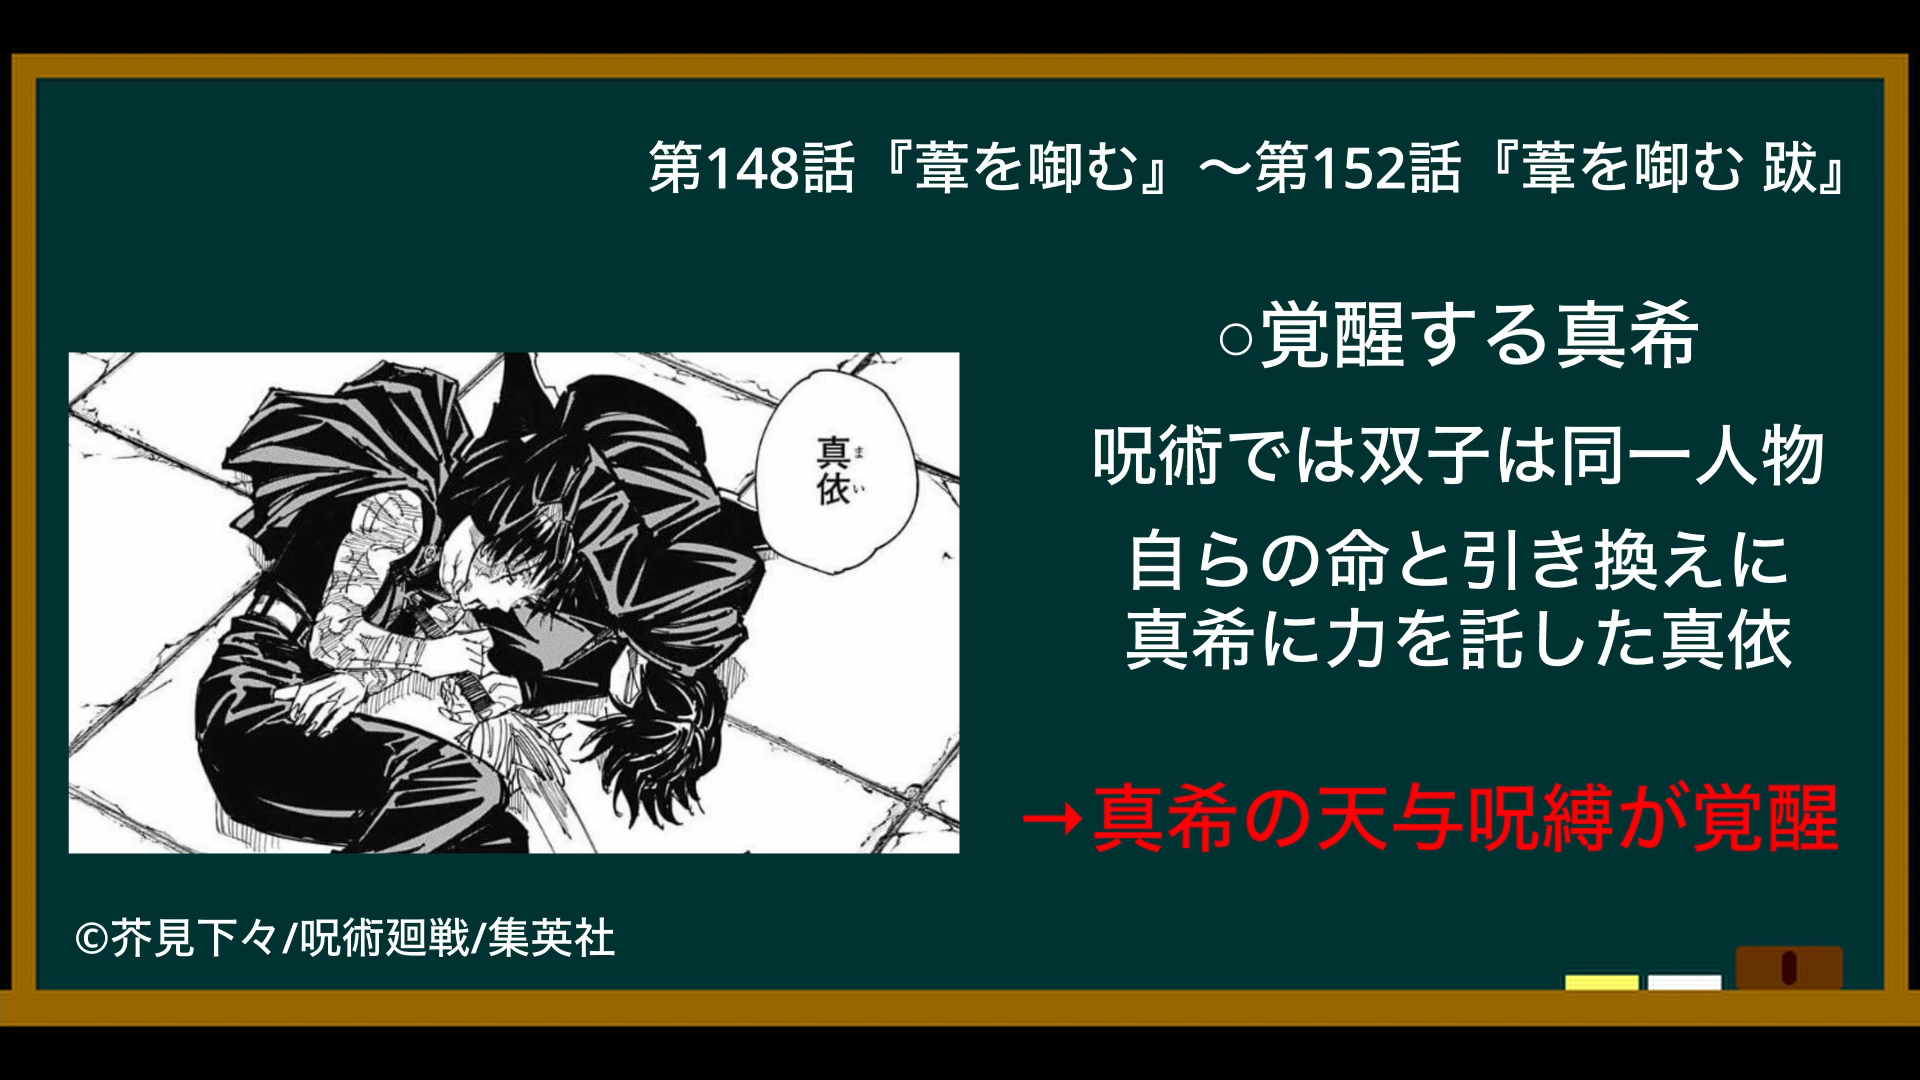 第148話『葦を啣む』～第152話『葦を啣む 跋』
○覚醒する真希
呪術では双子は同一人物
自らの命と引き換えに
真希に力を託した真依
→真希の天与呪縛が覚醒
真依
まい
©芥見下々/呪術廻戦/集英社